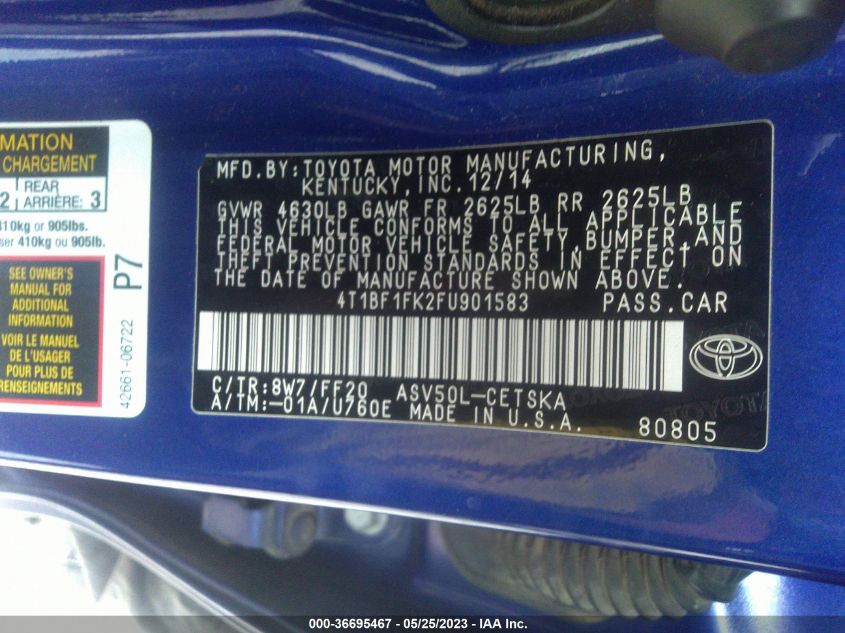 MATION
CHARGEMENT
2 REAR
ARRIÈRE: 3
410kg or 905lbs.
ser 410kg ou 905lb.
SEE OWNER'S
MANUAL FOR
ADDITIONAL
INFORMATION
VOIR LE MANUEL
DE L'USAGER
POUR PLUS DE
RENSEIGNEMENTS
P7
42661-06722
MFD.BY:TOYOTA MOTOR MANUFACTURING,
KENTUCKY, INC.12/14
GVWR 4630LB GAWR FR 2625LB RR 2625LB
THIS VEHICLE CONFORMS TO ALL APPLICABLE
FEDERAL MOTOR VEHICLE SAFETY,BUMPER,AND
THEFT PREVENTION STANDARDS IN EFFECT ON
THE DATE OF MANUFACTURE SHOWN ABOVE.
4T1BF1FK2FU901583 PASS.CAR
C/TR:8W7/FF20 ASV50L-CETSKA
A/TM:-01A/U760E MADE IN U.S.A.
80805
000-36695467 - 05/25/2023 - IAA Inc.